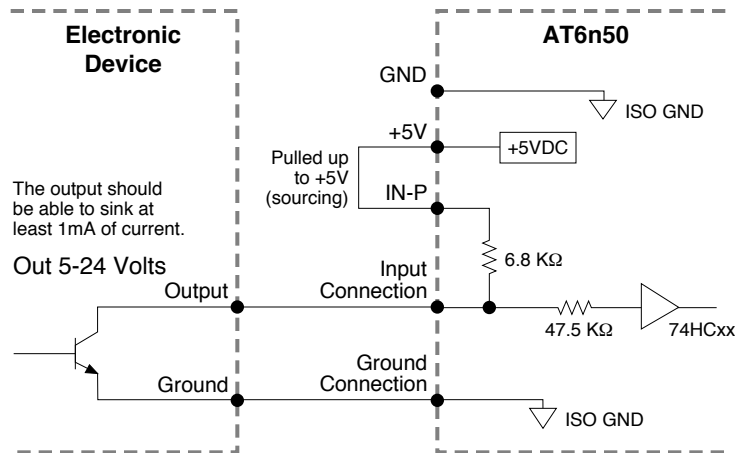 Electronic
Device
AT6n50
GND
ISO GND
+5V
+5VDC
Pulled up
to +5V
(sourcing)
IN-P
The output should
be able to sink at
least 1mA of current.
6.8 KΩ
Out 5-24 Volts
Input
Connection
Output
47.5 KΩ
74HCxx
Ground
Connection
Ground
ISO GND